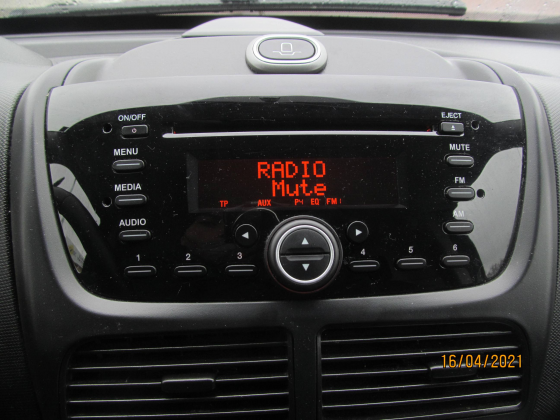 ON/OFF
EJECT
MENU
MUTE
RADIO
Mute
MEDIA
FM
TP AUX P4 EQ FM1
AUDIO
AM
1 2 3 4 5 6
16/04/2021